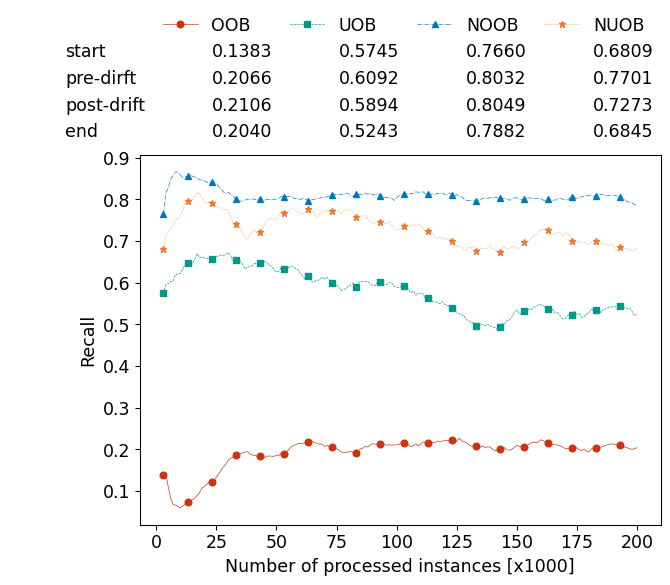 OOB UOB NOOB NUOB
start 0.1383 0.5745 0.7660 0.6809
pre-dirft 0.2066 0.6092 0.8032 0.7701
post-drift 0.2106 0.5894 0.8049 0.7273
end 0.2040 0.5243 0.7882 0.6845
0.9
0.8
0.7
0.6
0.5
0.4
0.3
0.2
0.1
Recall
0 25 50 75 100 125 150 175 200
Number of processed instances [x1000]